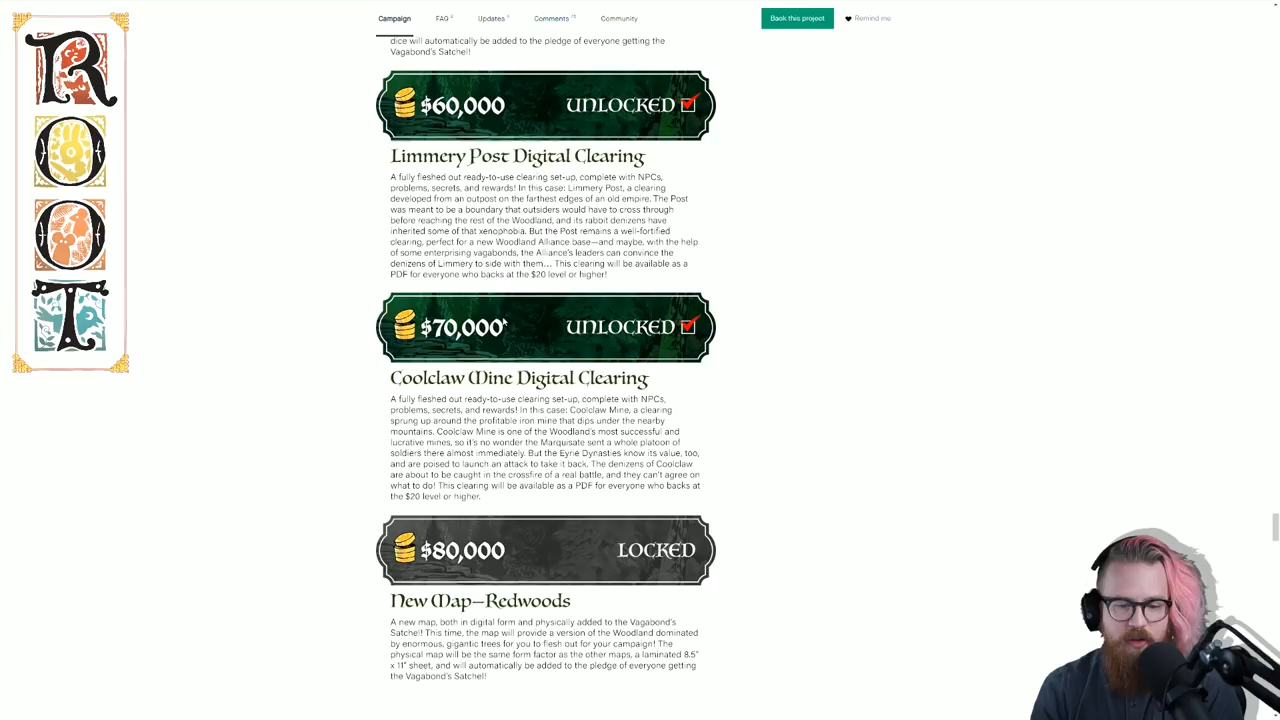 Campaign FAQ Updates Comments Community Back this project Remind me
dice will automatically be added to the pledge of everyone getting the
Vagabond's Satchel!
$60,000 UNLOCKED
Limmery Post Digital Clearing
A fully fleshed out ready-to-use clearing set-up, complete with NPCs,
problems, secrets, and rewards! In this case: Limmery Post, a clearing
developed from an outpost on the farthest edges of an old empire. The Post
was meant to be a boundary that outsiders would have to cross through
before reaching the rest of the Woodland, and its rabbit denizens have
inherited some of that xenophobia. But the Post remains a well-fortified
clearing, perfect for a new Woodland Alliance base—and maybe, with the help
of some enterprising vagabonds, the Alliance's leaders can convince the
denizens of Limmery to side with them... This clearing will be available as a
PDF for everyone who backs at the $20 level or higher!
$70,000 UNLOCKED
Coolclaw Mine Digital Clearing
A fully fleshed out ready-to-use clearing set-up, complete with NPCs,
problems, secrets, and rewards! In this case: Coolclaw Mine, a clearing
sprung up around the profitable iron mine that dips under the nearby
mountains. Coolclaw Mine is one of the Woodland's most successful and
lucrative mines, so it's no wonder the Marquisate sent a whole platoon of
soldiers there almost immediately. But the Eyrie Dynasties know its value, too,
and are poised to launch an attack to take it back. The denizens of Coolclaw
are about to be caught in the crossfire of a real battle, and they can't agree on
what to do! This clearing will be available as a PDF for everyone who backs at
the $20 level or higher.
$80,000 LOCKED
New Map—Redwoods
A new map, both in digital form and physically added to the Vagabond's
Satchel! This time, the map will provide a version of the Woodland dominated
by enormous, gigantic trees for you to flesh out for your campaign! The
physical map will be the same form factor as the other maps, a laminated 8.5"
x 11" sheet, and will automatically be added to the pledge of everyone getting
the Vagabond's Satchel!
R
O
O
T